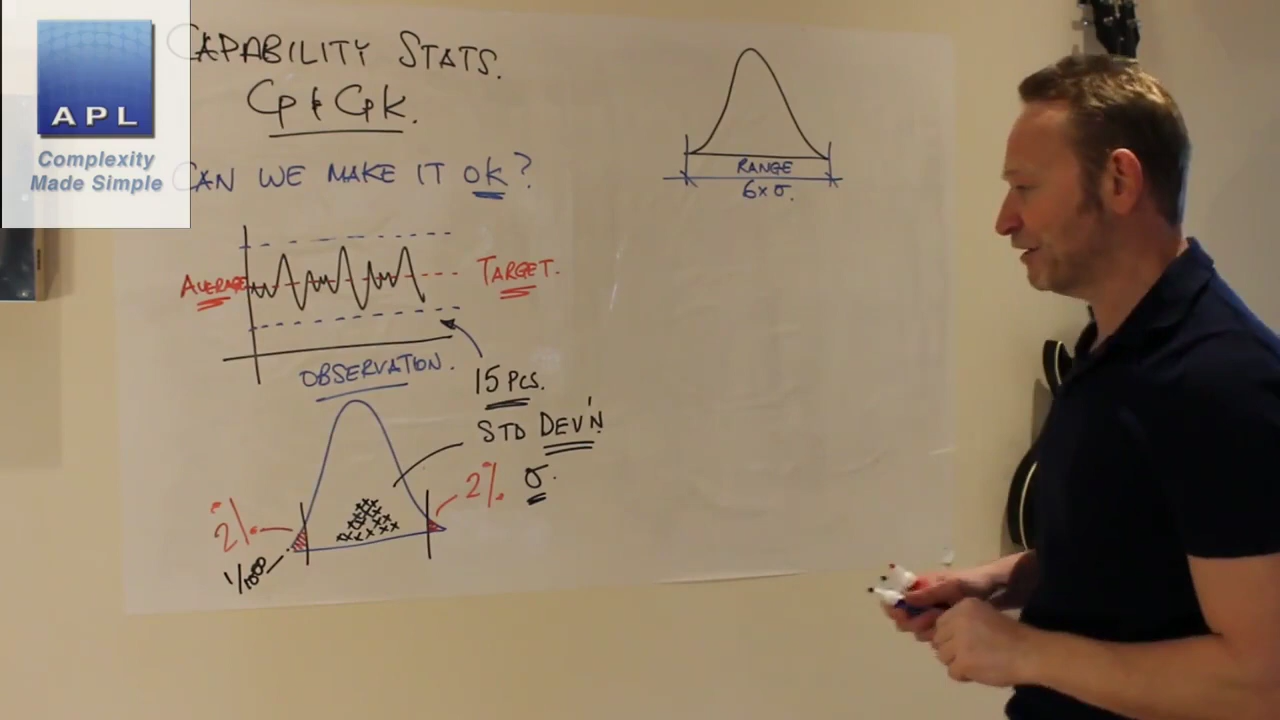 APL
Complexity
Made Simple
CAPABILITY STATS.
Cp & Cpk.
CAN WE MAKE IT OK?
AVERAGE
TARGET.
OBSERVATION.
15 PCS.
STD DEV'N
σ.
2%
2%
1/1000
RANGE
6 x σ.